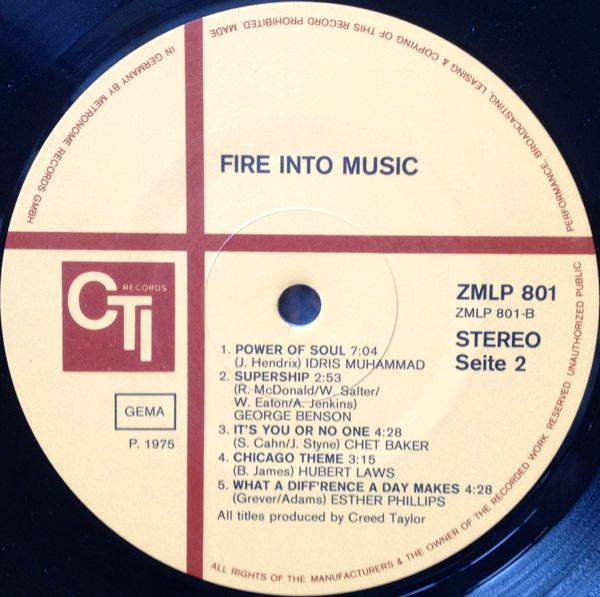 FIRE INTO MUSIC
CTI RECORDS
ZMLP 801
ZMLP 801-B
STEREO
Seite 2
GEMA
P. 1975
1. POWER OF SOUL 7:04
(J. Hendrix) IDRIS MUHAMMAD
2. SUPERSHIP 2:53
(R. McDonald/W. Salter/
W. Eaton/A. Jenkins)
GEORGE BENSON
3. IT'S YOU OR NO ONE 4:28
(S. Cahn/J. Styne) CHET BAKER
4. CHICAGO THEME 3:15
(B. James) HUBERT LAWS
5. WHAT A DIFF'RENCE A DAY MAKES 4:28
(Grever/Adams) ESTHER PHILLIPS
All titles produced by Creed Taylor
ALL RIGHTS OF THE MANUFACTURERS & THE OWNER OF THE RECORDED WORK RESERVED. UNAUTHORIZED PUBLIC PERFORMANCE, BROADCASTING, LEASING & COPYING OF THIS RECORD PROHIBITED. MADE IN GERMANY BY METRONOME RECORDS GMBH